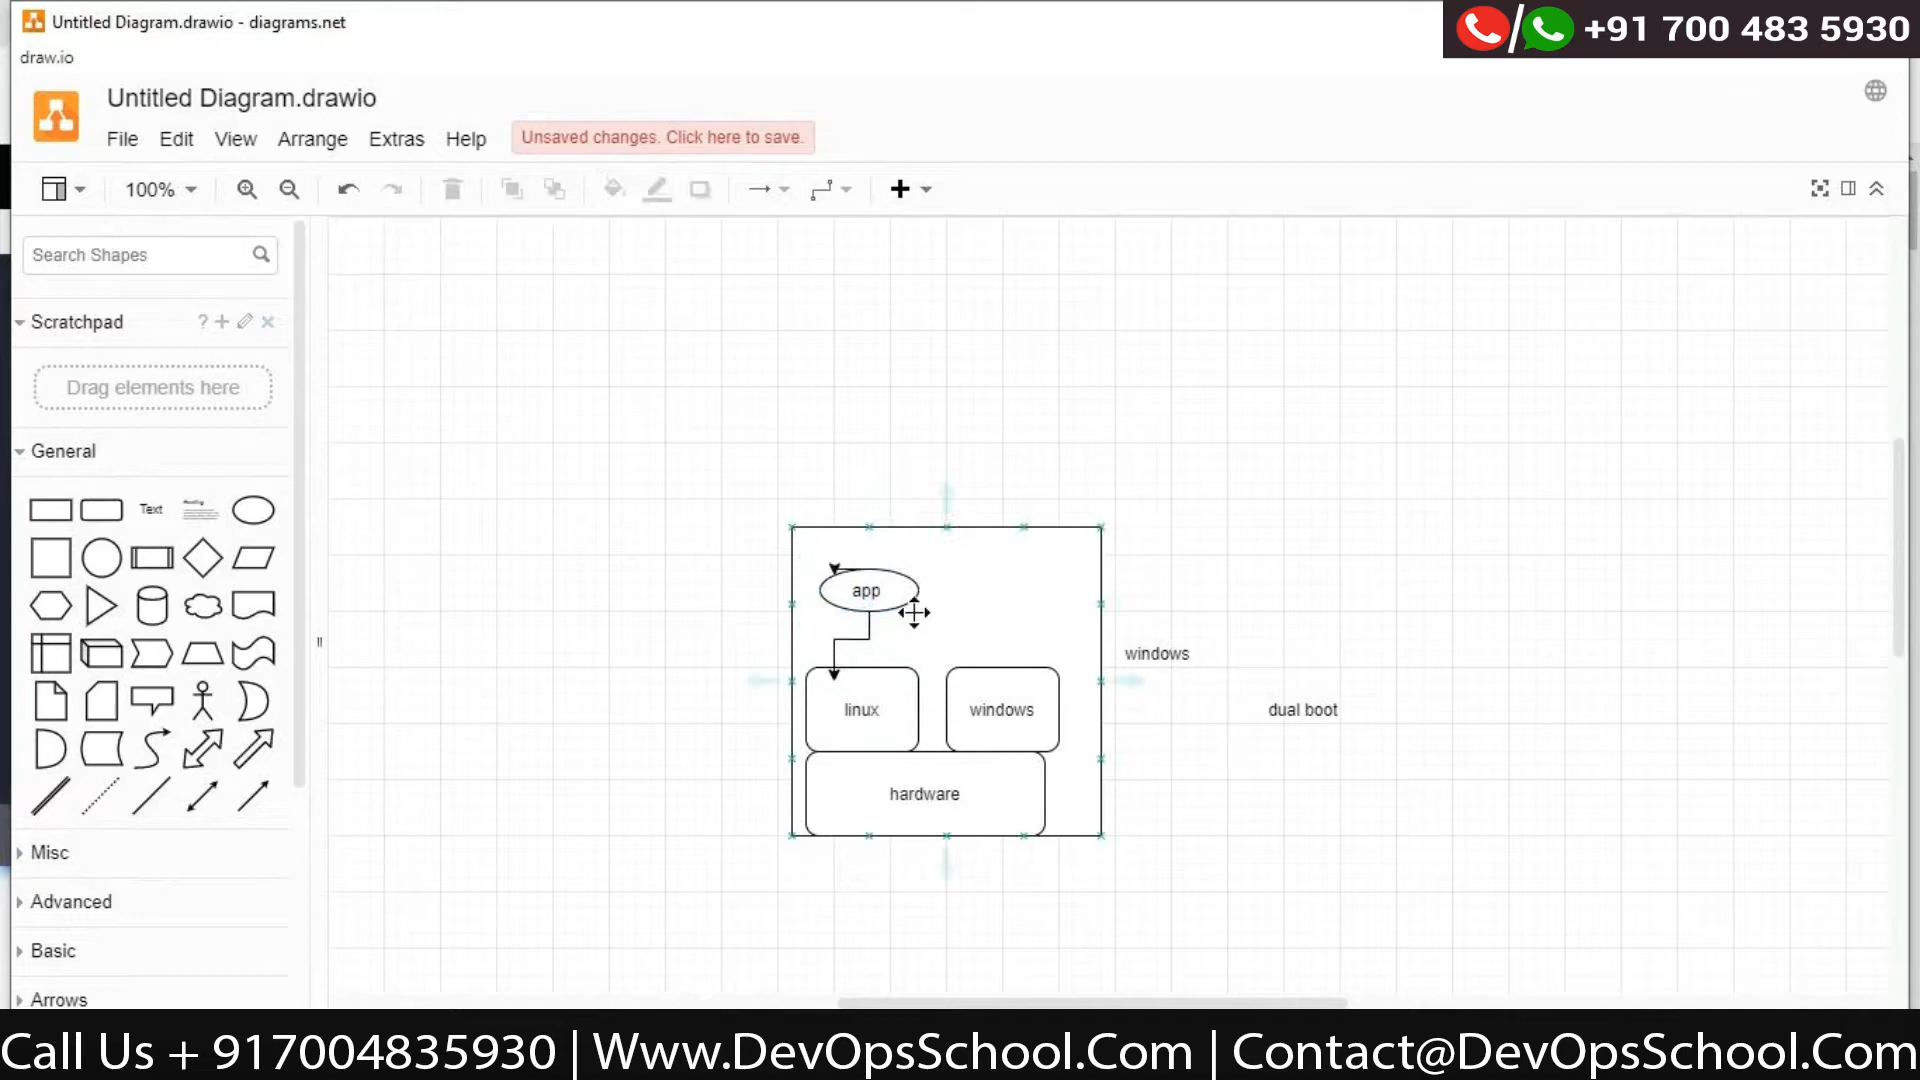 Untitled Diagram.drawio - diagrams.net
+91 700 483 5930
draw.io
Untitled Diagram.drawio
File Edit View Arrange Extras Help Unsaved changes. Click here to save.
100%
Search Shapes
Scratchpad
Drag elements here
General
Text
app
windows
linux
windows
dual boot
hardware
Misc
Advanced
Basic
Arrows
Call Us + 917004835930 | Www.DevOpsSchool.Com | Contact@DevOpsSchool.Com